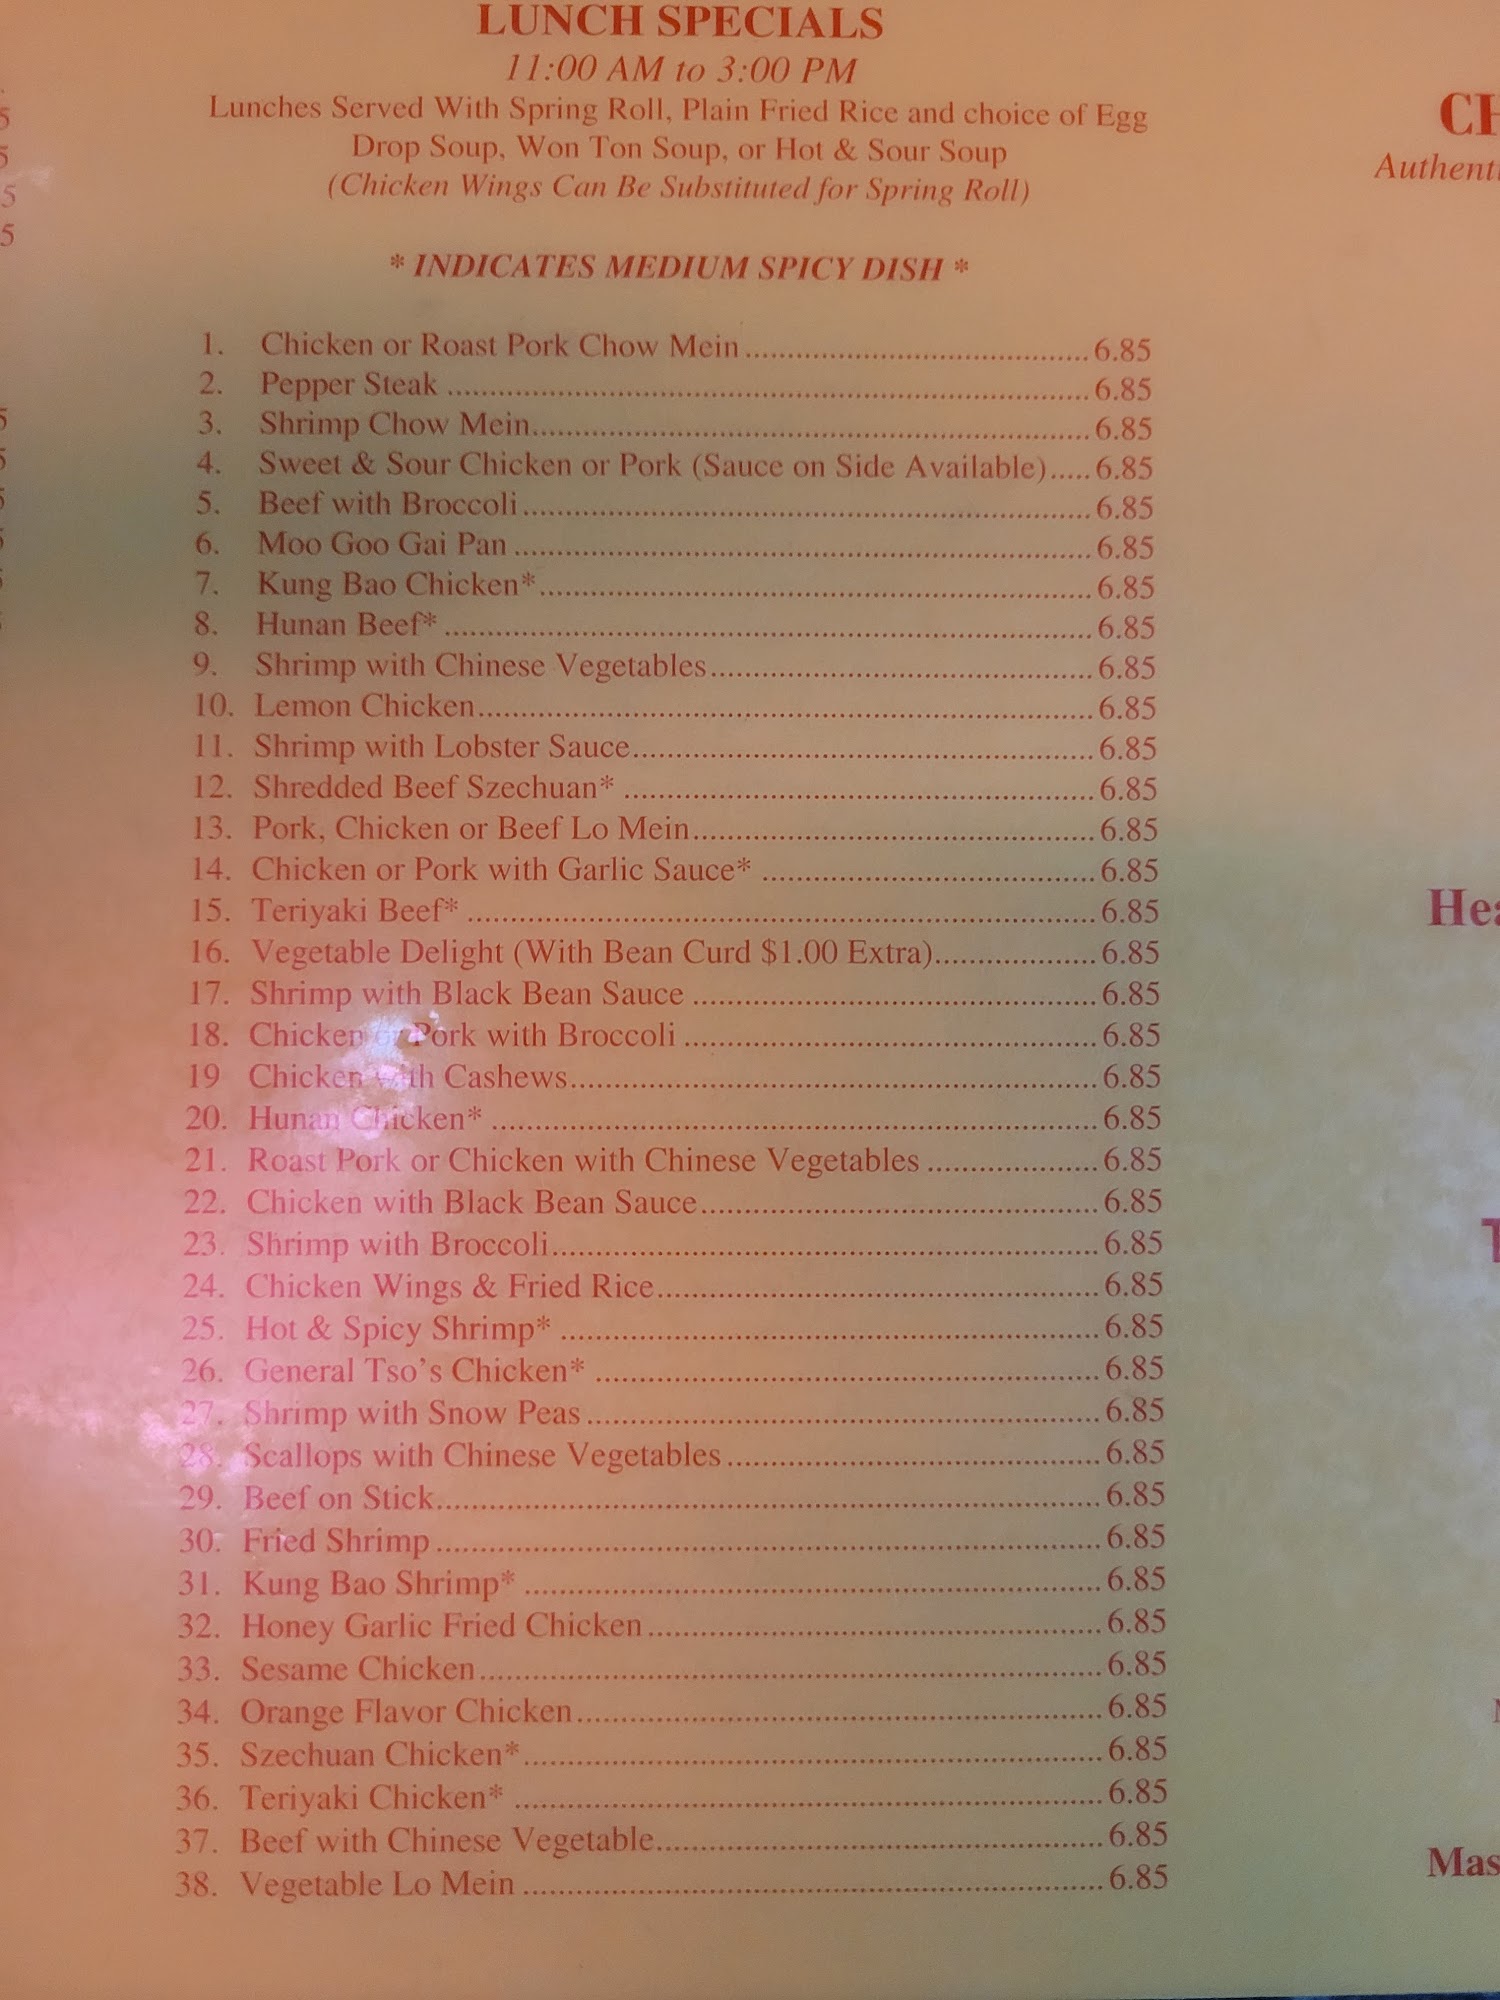 LUNCH SPECIALS
11:00 AM to 3:00 PM
Lunches Served With Spring Roll, Plain Fried Rice and choice of Egg
Drop Soup, Won Ton Soup, or Hot & Sour Soup
(Chicken Wings Can Be Substituted for Spring Roll)
* INDICATES MEDIUM SPICY DISH *
1. Chicken or Roast Pork Chow Mein 6.85
2. Pepper Steak 6.85
3. Shrimp Chow Mein 6.85
4. Sweet & Sour Chicken or Pork (Sauce on Side Available) 6.85
5. Beef with Broccoli 6.85
6. Moo Goo Gai Pan 6.85
7. Kung Bao Chicken* 6.85
8. Hunan Beef* 6.85
9. Shrimp with Chinese Vegetables 6.85
10. Lemon Chicken 6.85
11. Shrimp with Lobster Sauce 6.85
12. Shredded Beef Szechuan* 6.85
13. Pork, Chicken or Beef Lo Mein 6.85
14. Chicken or Pork with Garlic Sauce* 6.85
15. Teriyaki Beef* 6.85
16. Vegetable Delight (With Bean Curd $1.00 Extra) 6.85
17. Shrimp with Black Bean Sauce 6.85
18. Chicken or Pork with Broccoli 6.85
19 Chicken with Cashews 6.85
20. Hunan Chicken* 6.85
21. Roast Pork or Chicken with Chinese Vegetables 6.85
22. Chicken with Black Bean Sauce 6.85
23. Shrimp with Broccoli 6.85
24. Chicken Wings & Fried Rice 6.85
25. Hot & Spicy Shrimp* 6.85
26. General Tso's Chicken* 6.85
27. Shrimp with Snow Peas 6.85
28. Scallops with Chinese Vegetables 6.85
29. Beef on Stick 6.85
30. Fried Shrimp 6.85
31. Kung Bao Shrimp* 6.85
32. Honey Garlic Fried Chicken 6.85
33. Sesame Chicken 6.85
34. Orange Flavor Chicken 6.85
35. Szechuan Chicken* 6.85
36. Teriyaki Chicken* 6.85
37. Beef with Chinese Vegetable 6.85
38. Vegetable Lo Mein 6.85